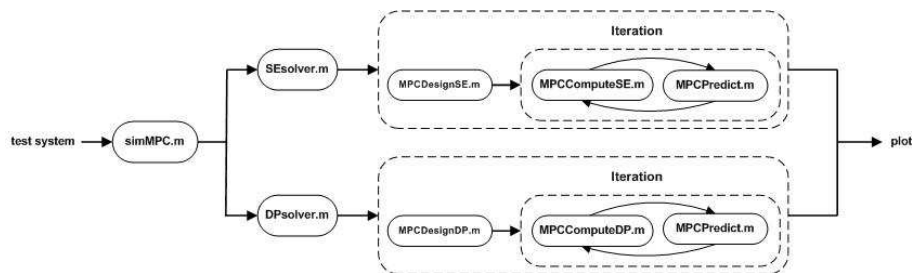 Iteration
SEsolver.m
MPCDesignSE.m
MPCComputeSE.m
MPCPredict.m
test system
simMPC.m
plot
Iteration
DPsolver.m
MPCDesignDP.m
MPCComputeDP.m
MPCPredict.m